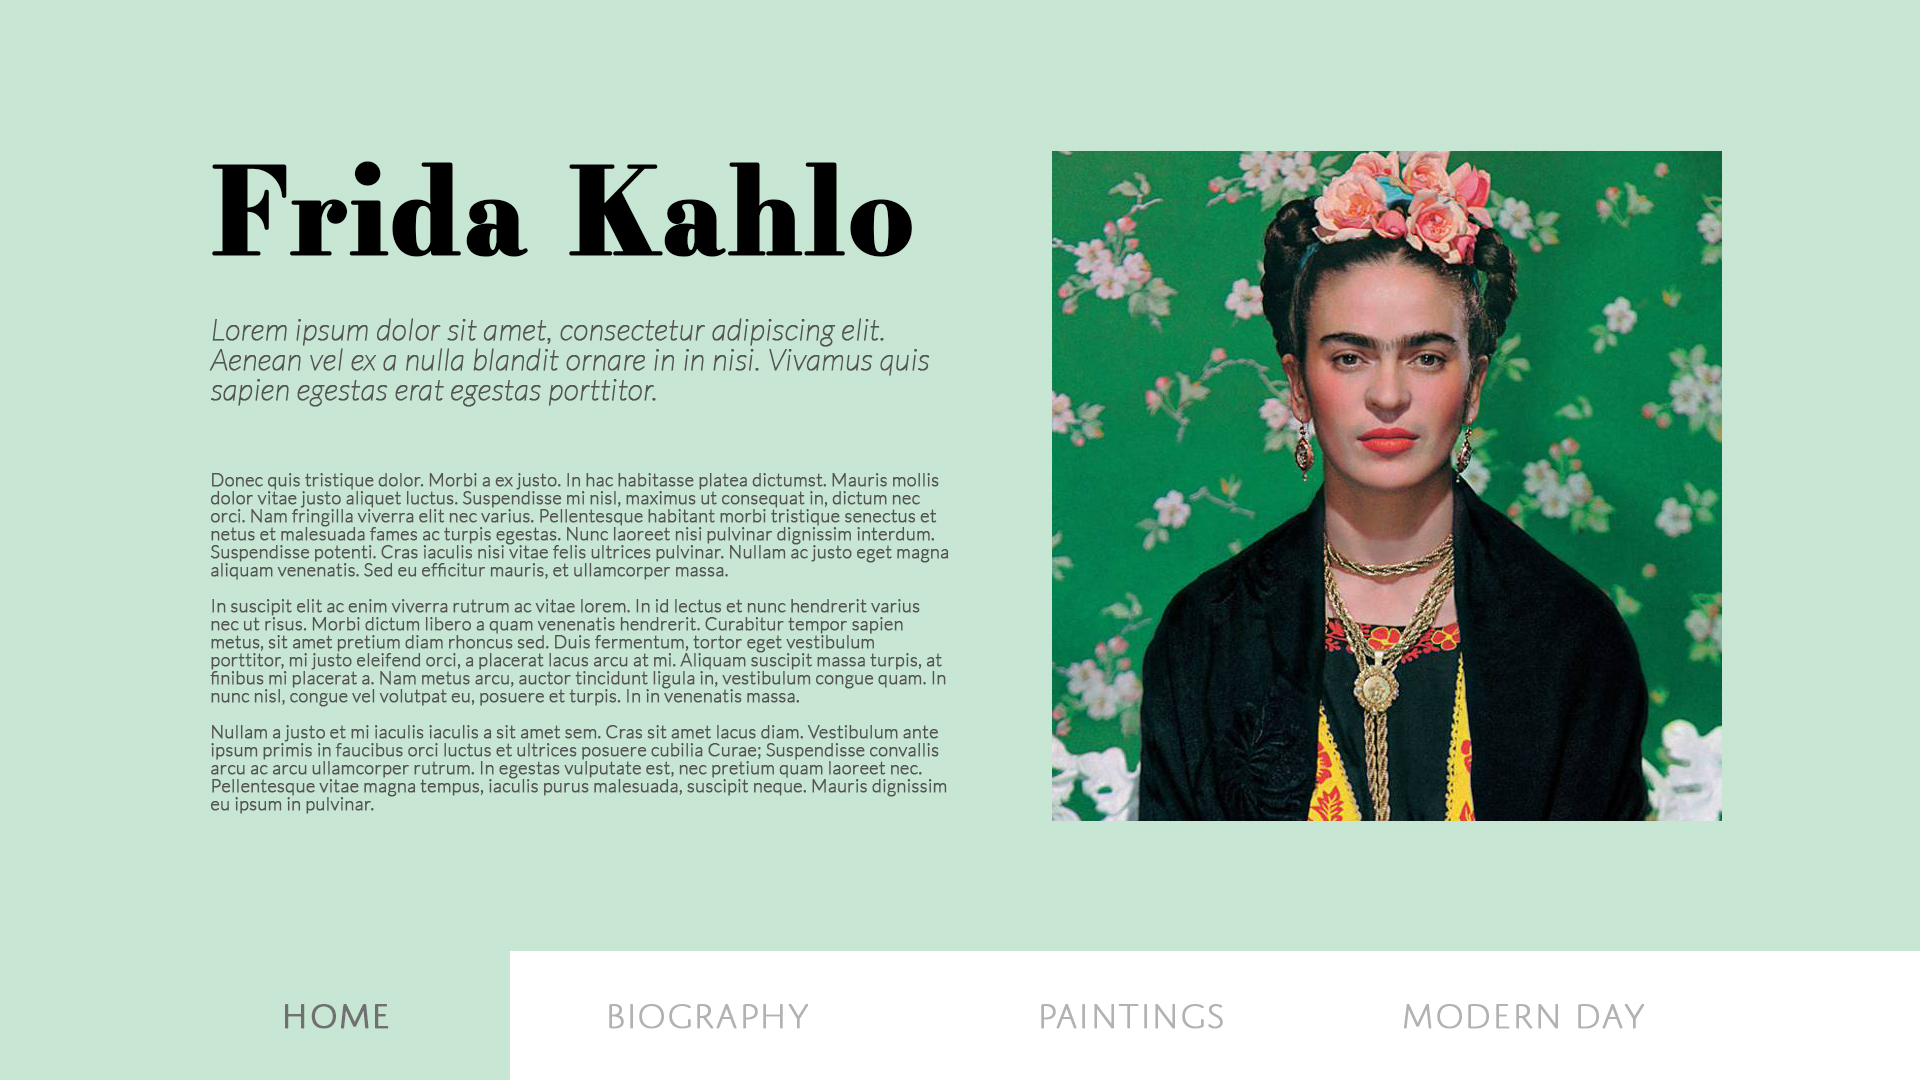 Frida Kahlo
Lorem ipsum dolor sit amet, consectetur adipiscing elit.
Aenean vel ex a nulla blandit ornare in in nisi. Vivamus quis
sapien egestas erat egestas porttitor.
Donec quis tristique dolor. Morbi a ex justo. In hac habitasse platea dictumst. Mauris mollis
dolor vitae justo aliquet luctus. Suspendisse mi nisl, maximus ut consequat in, dictum nec
orci. Nam fringilla viverra elit nec varius. Pellentesque habitant morbi tristique senectus et
netus et malesuada fames ac turpis egestas. Nunc laoreet nisi pulvinar dignissim interdum.
Suspendisse potenti. Cras iaculis nisi vitae felis ultrices pulvinar. Nullam ac justo eget magna
aliquam venenatis. Sed eu efficitur mauris, et ullamcorper massa.
In suscipit elit ac enim viverra rutrum ac vitae lorem. In id lectus et nunc hendrerit varius
nec ut risus. Morbi dictum libero a quam venenatis hendrerit. Curabitur tempor sapien
metus, sit amet pretium diam rhoncus sed. Duis fermentum, tortor eget vestibulum
porttitor, mi justo eleifend orci, a placerat lacus arcu at mi. Aliquam suscipit massa turpis, at
finibus mi placerat a. Nam metus arcu, auctor tincidunt ligula in, vestibulum congue quam. In
nunc nisl, congue vel volutpat eu, posuere et turpis. In in venenatis massa.
Nullam a justo et mi iaculis iaculis a sit amet sem. Cras sit amet lacus diam. Vestibulum ante
ipsum primis in faucibus orci luctus et ultrices posuere cubilia Curae; Suspendisse convallis
arcu ac arcu ullamcorper rutrum. In egestas vulputate est, nec pretium quam laoreet nec.
Pellentesque vitae magna tempus, iaculis purus malesuada, suscipit neque. Mauris dignissim
eu ipsum in pulvinar.
HOME BIOGRAPHY PAINTINGS MODERN DAY